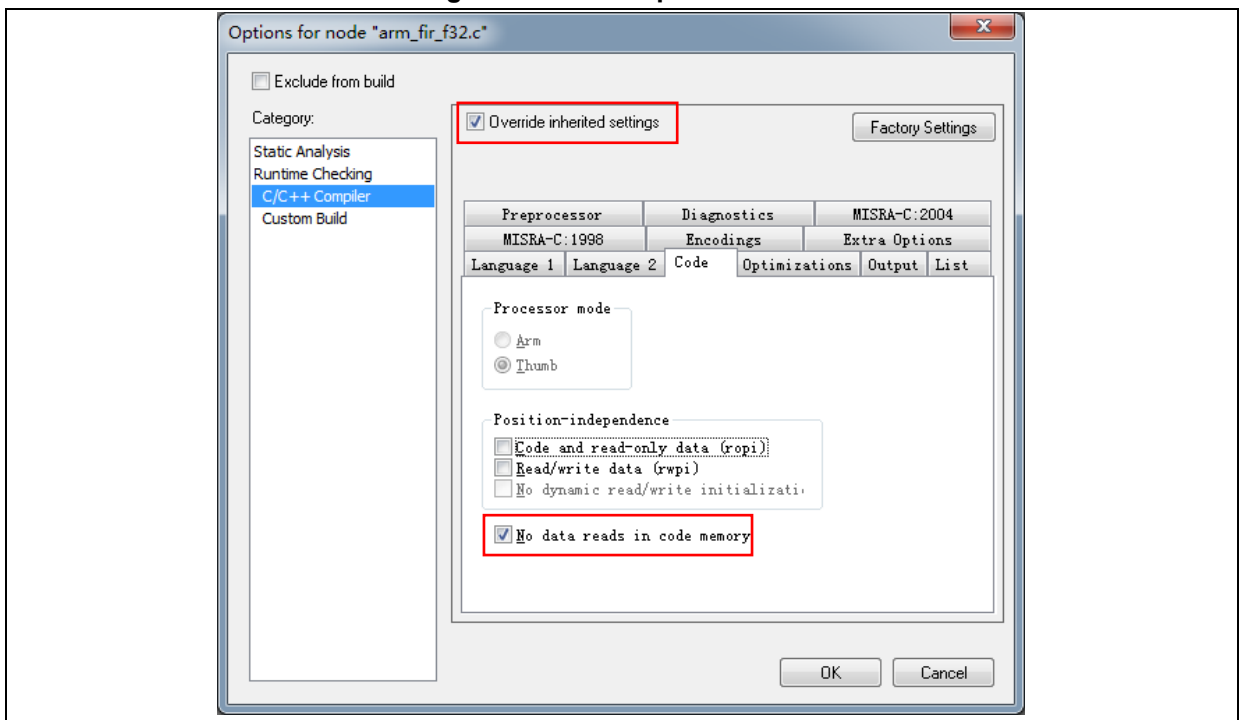 Options for node "arm_fir_f32.c"
Exclude from build
Category:
Static Analysis
Runtime Checking
C/C++ Compiler
Custom Build
Override inherited settings
Factory Settings
Preprocessor Diagnostics MISRA-C:2004
MISRA-C:1998 Encodings Extra Options
Language 1 Language 2 Code Optimizations Output List
Processor mode
Arm
Thumb
Position-independence
Code and read-only data (ropi)
Read/write data (rwpi)
No dynamic read/write
No data reads in code memory
OK Cancel